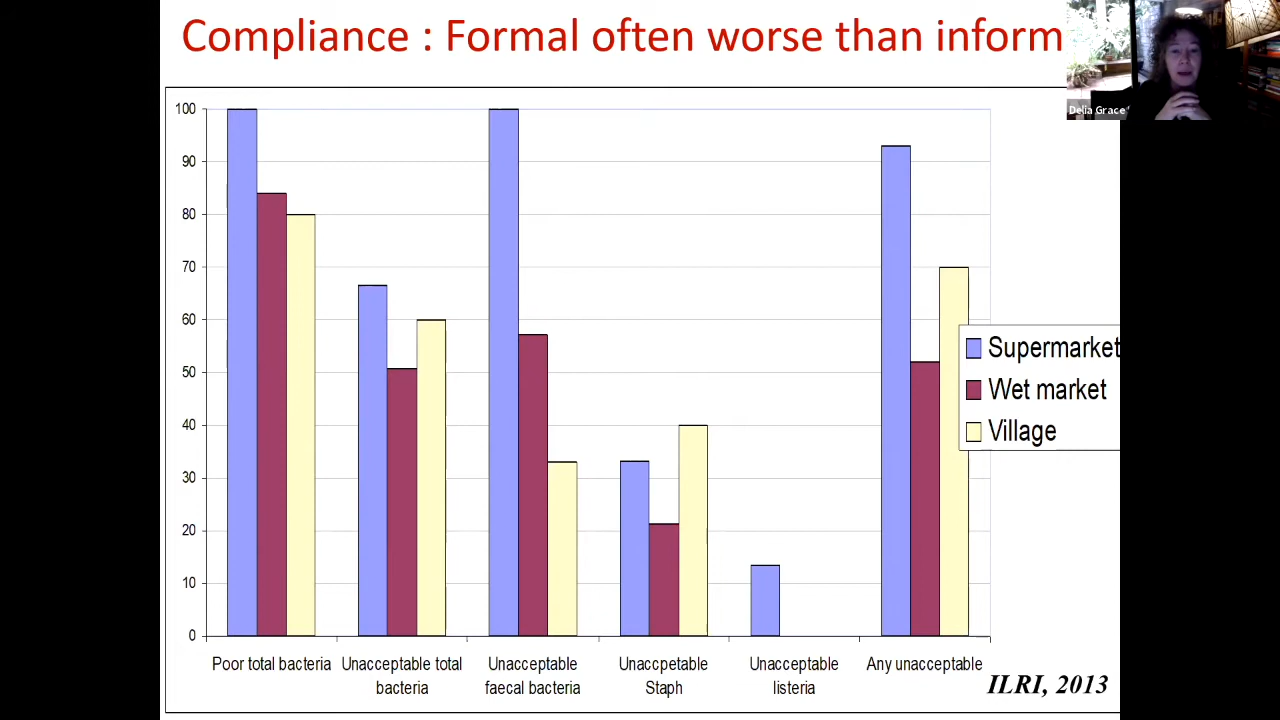 Compliance : Formal often worse than inform
Delia Grace
100
90
80
70
60
50
40
30
20
10
0
Supermarket
Wet market
Village
Poor total bacteria
Unacceptable total
bacteria
Unacceptable
faecal bacteria
Unaccpetable
Staph
Unacceptable
listeria
Any unacceptable
ILRI, 2013